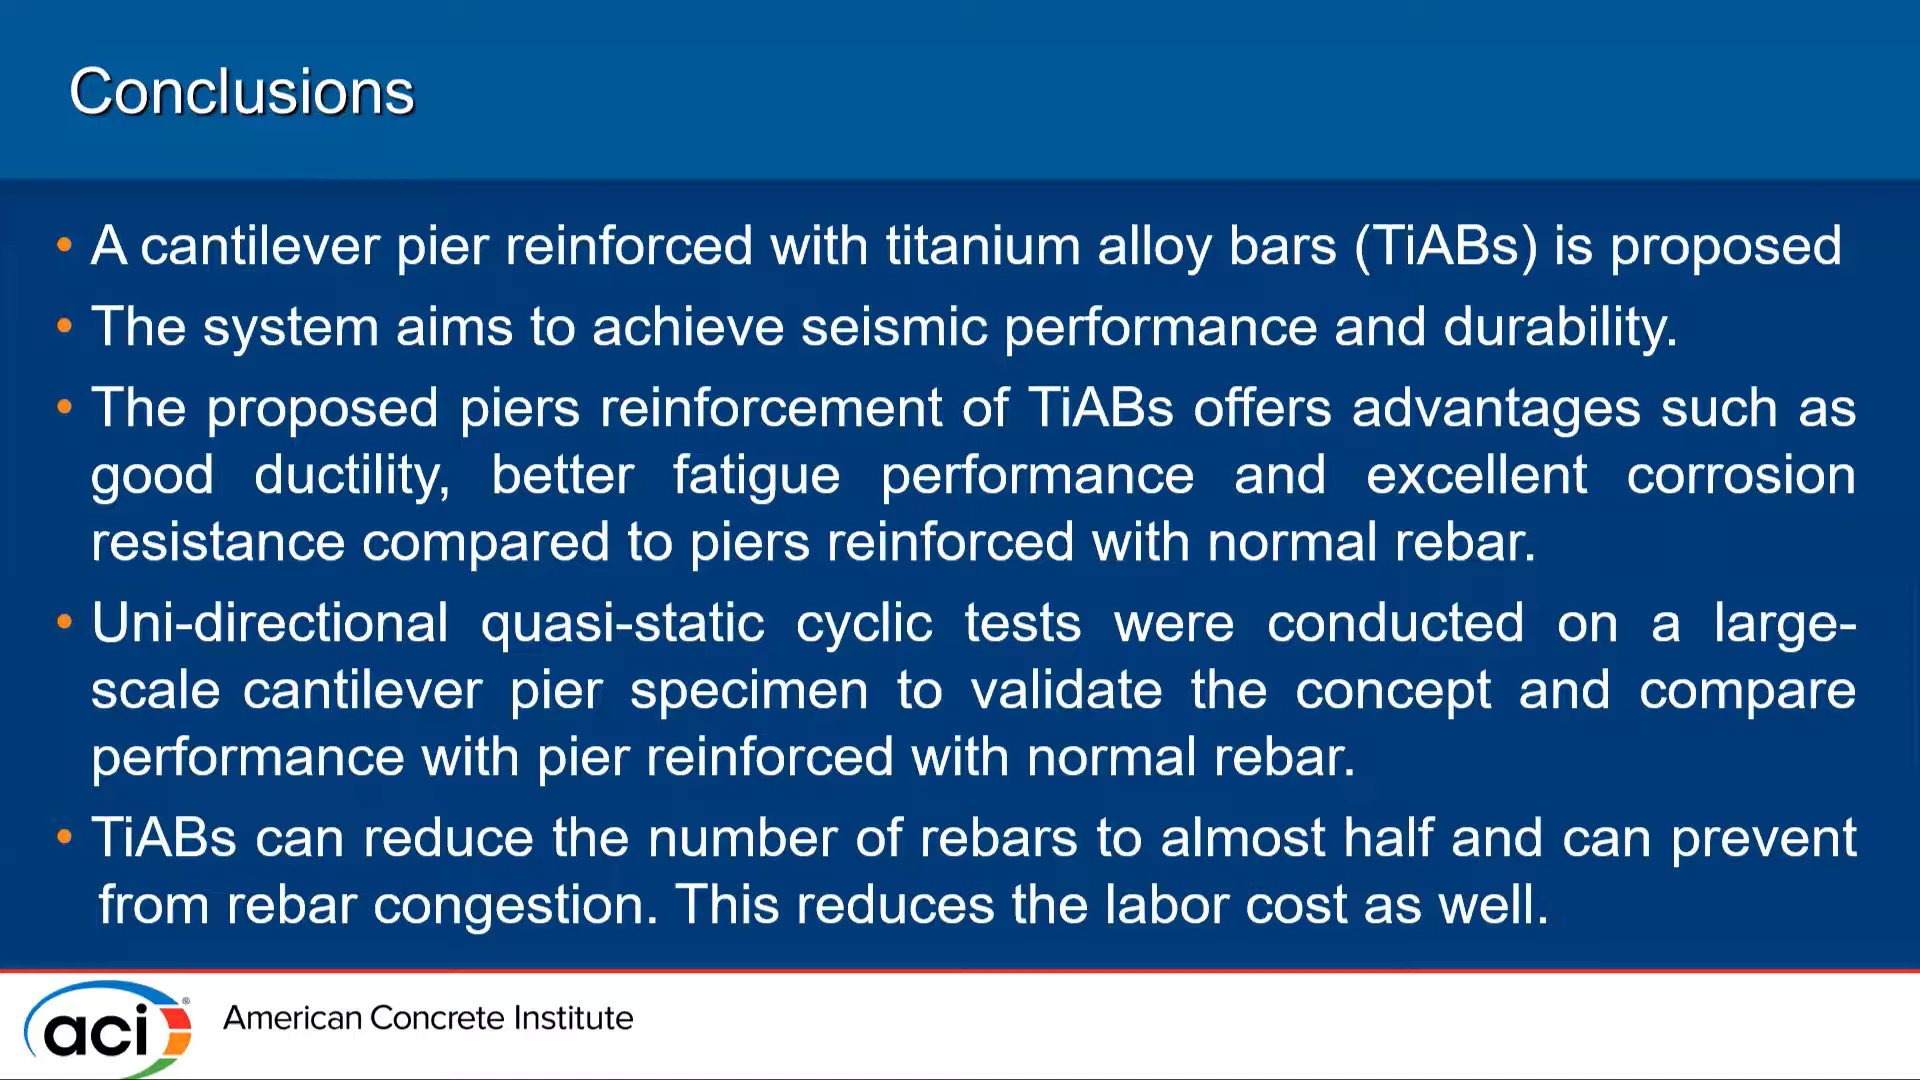 Conclusions
• A cantilever pier reinforced with titanium alloy bars (TiABs) is proposed
• The system aims to achieve seismic performance and durability.
• The proposed piers reinforcement of TiABs offers advantages such as
good ductility, better fatigue performance and excellent corrosion
resistance compared to piers reinforced with normal rebar.
• Uni-directional quasi-static cyclic tests were conducted on a large-
scale cantilever pier specimen to validate the concept and compare
performance with pier reinforced with normal rebar.
• TiABs can reduce the number of rebars to almost half and can prevent
from rebar congestion. This reduces the labor cost as well.
aci®
American Concrete Institute